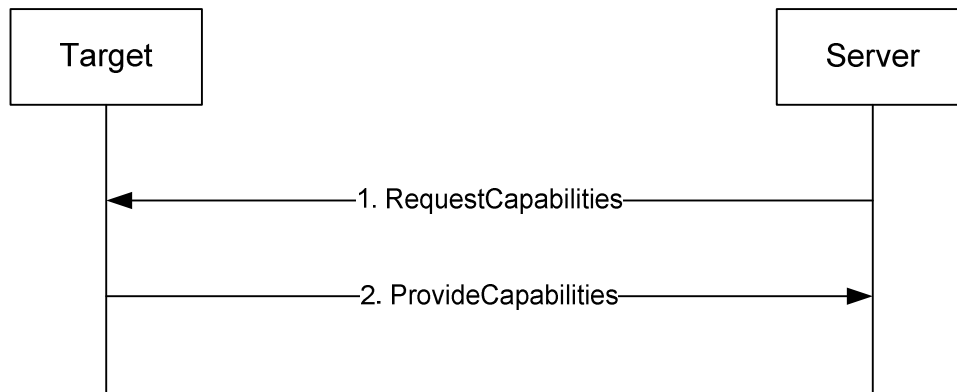 Target
Server
1. RequestCapabilities
2. ProvideCapabilities